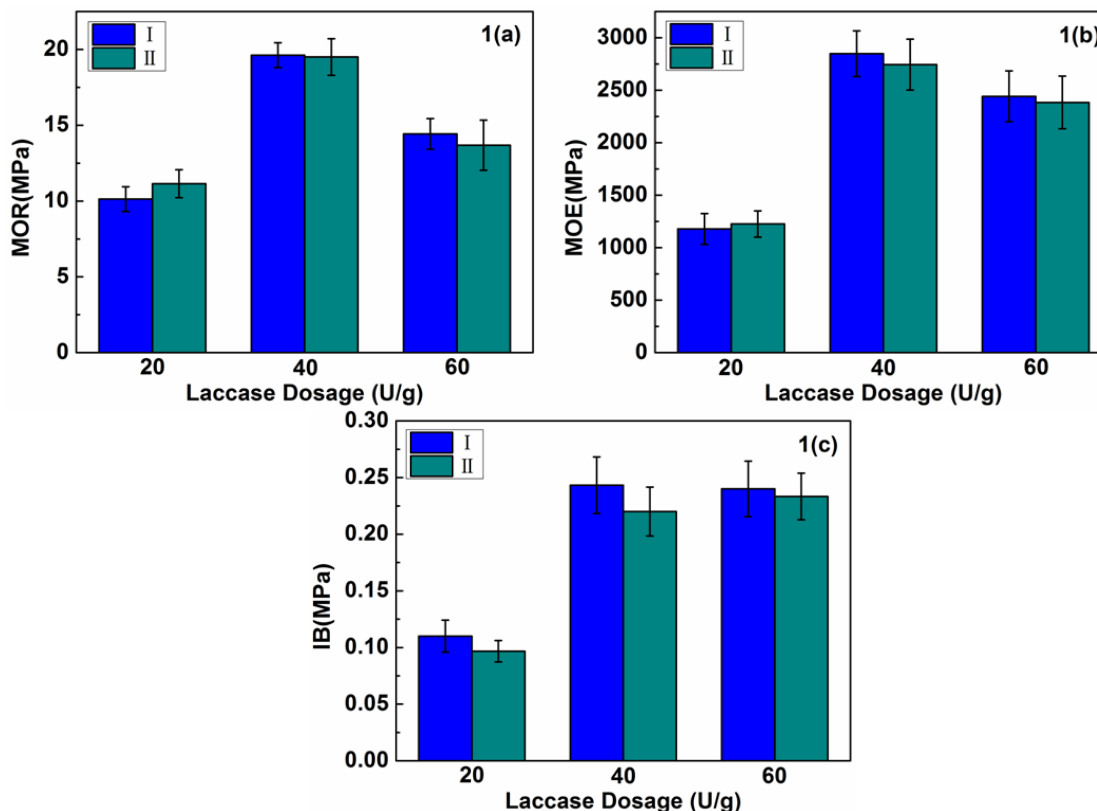 I
II
1(a)
20
15
10
5
0
MOR(MPa)
20
40
60
Laccase Dosage (U/g)
I
II
1(b)
3000
2500
2000
1500
1000
500
0
MOE(MPa)
20
40
60
Laccase Dosage (U/g)
I
II
1(c)
0.30
0.25
0.20
0.15
0.10
0.05
0.00
IB(MPa)
20
40
60
Laccase Dosage (U/g)